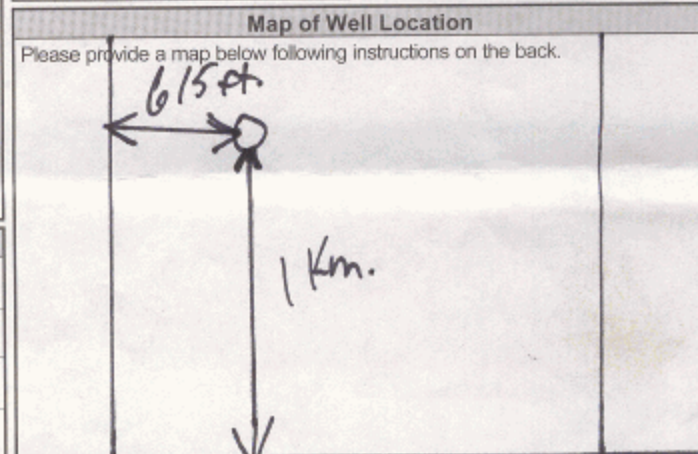 Map of Well Location
Please provide a map below following instructions on the back.
615 ft.
1 Km.